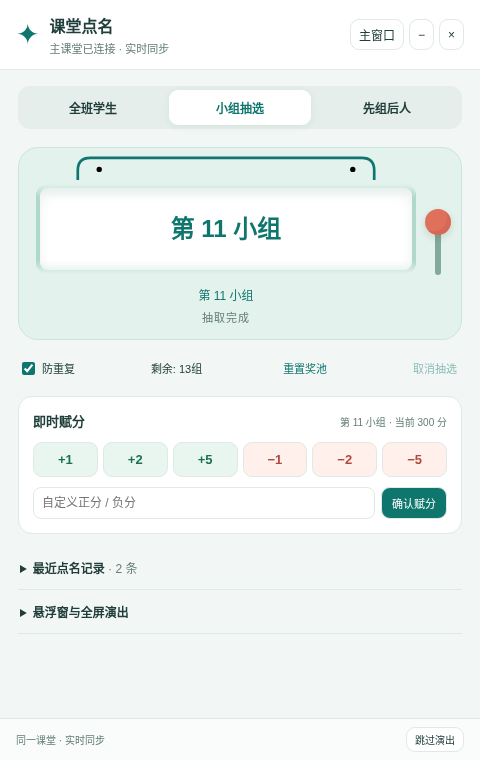 课堂点名
主课堂已连接 · 实时同步
主窗口
−
×
全班学生
小组抽选
先组后人
第 11 小组
第 11 小组
抽取完成
防重复
剩余: 13组
重置奖池
取消抽选
即时赋分
第 11 小组 · 当前 300 分
+1
+2
+5
−1
−2
−5
自定义正分 / 负分
确认赋分
最近点名记录 · 2 条
悬浮窗与全屏演出
同一课堂 · 实时同步
跳过演出